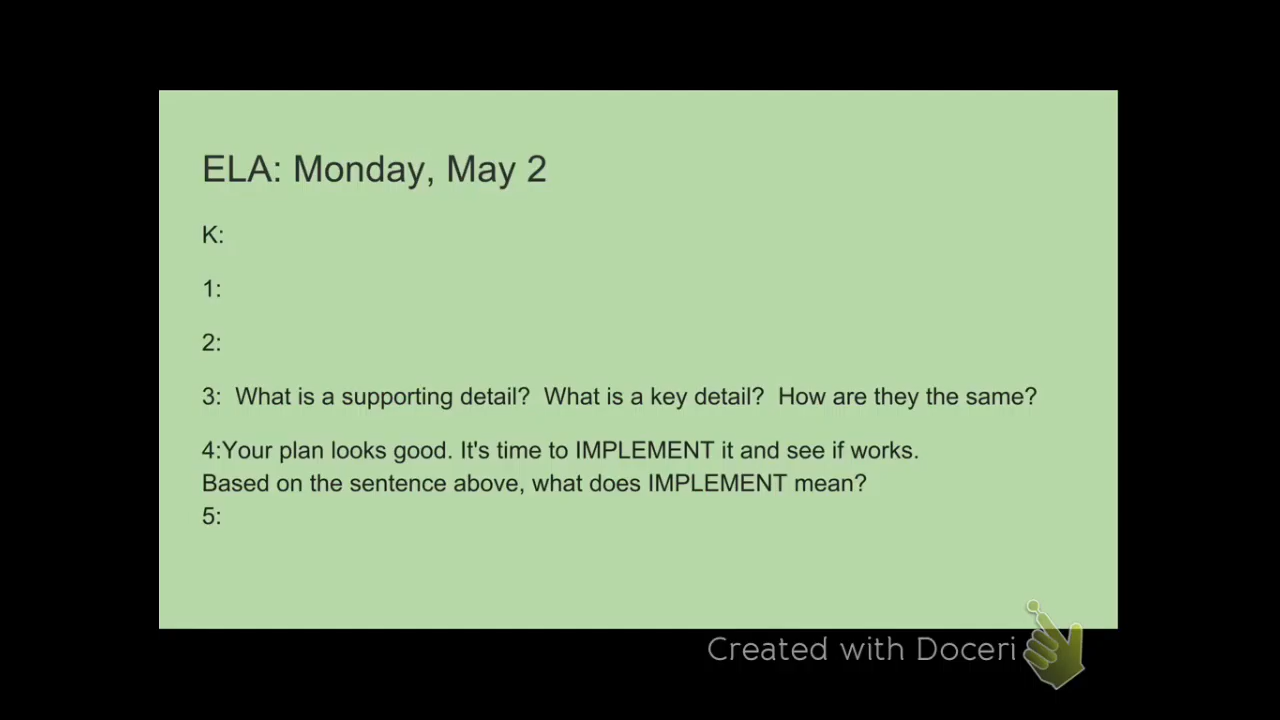 ELA: Monday, May 2
K:
1:
2:
3:  What is a supporting detail?  What is a key detail?  How are they the same?
4:Your plan looks good. It's time to IMPLEMENT it and see if works.
Based on the sentence above, what does IMPLEMENT mean?
5:
Created with Doceri